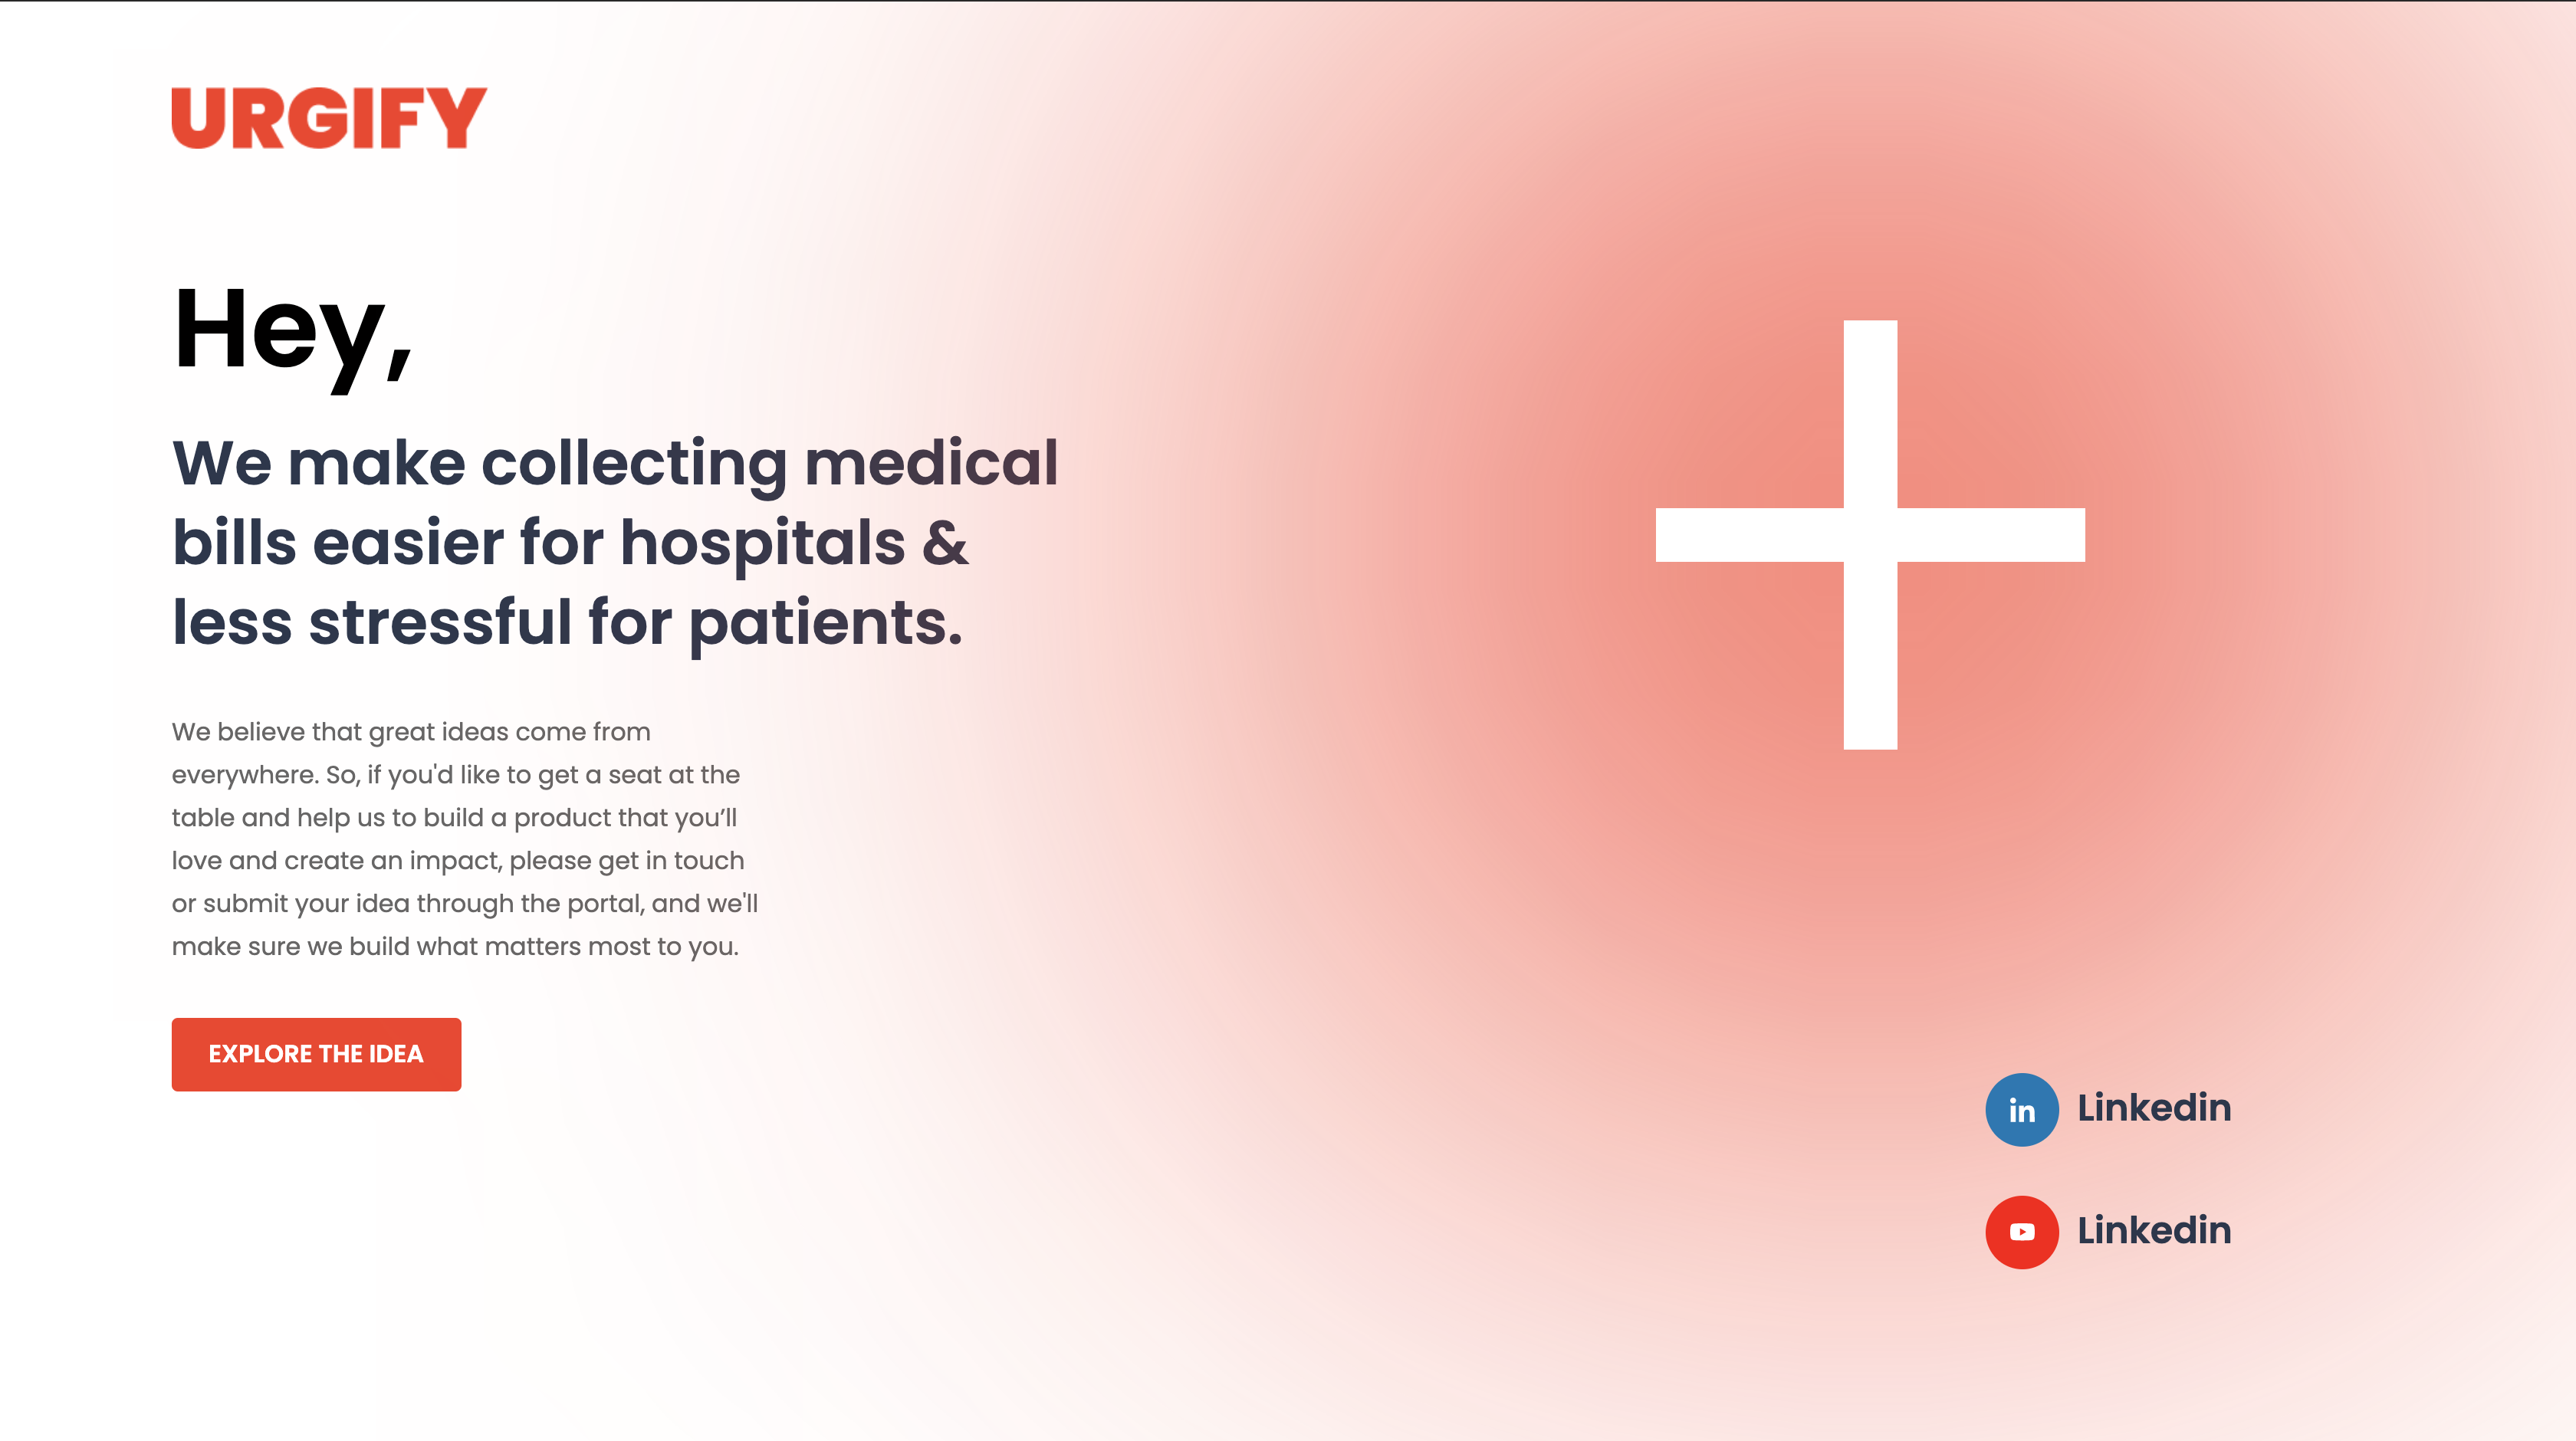 URGIFY
Hey,
We make collecting medical
bills easier for hospitals &
less stressful for patients.
We believe that great ideas come from
everywhere. So, if you'd like to get a seat at the
table and help us to build a product that you’ll
love and create an impact, please get in touch
or submit your idea through the portal, and we'll
make sure we build what matters most to you.
EXPLORE THE IDEA
in Linkedin
Linkedin